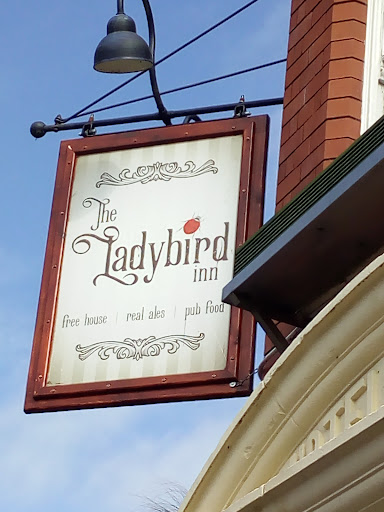 The
Ladybird
inn
free house | real ales | pub food